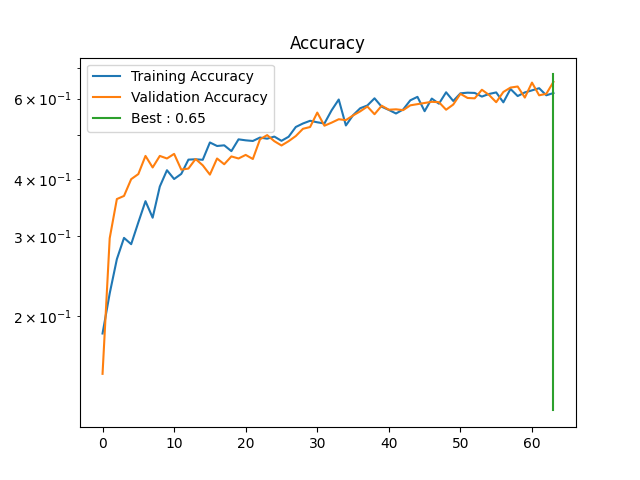 Accuracy
Training Accuracy
Validation Accuracy
Best : 0.65
6 × 10⁻¹
4 × 10⁻¹
3 × 10⁻¹
2 × 10⁻¹
0 10 20 30 40 50 60